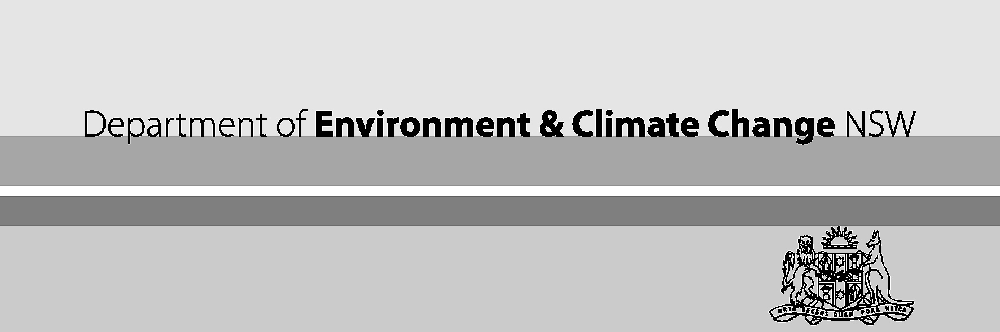 Department of Environment & Climate Change NSW
ORTA RECENS QUAM PURA NITES